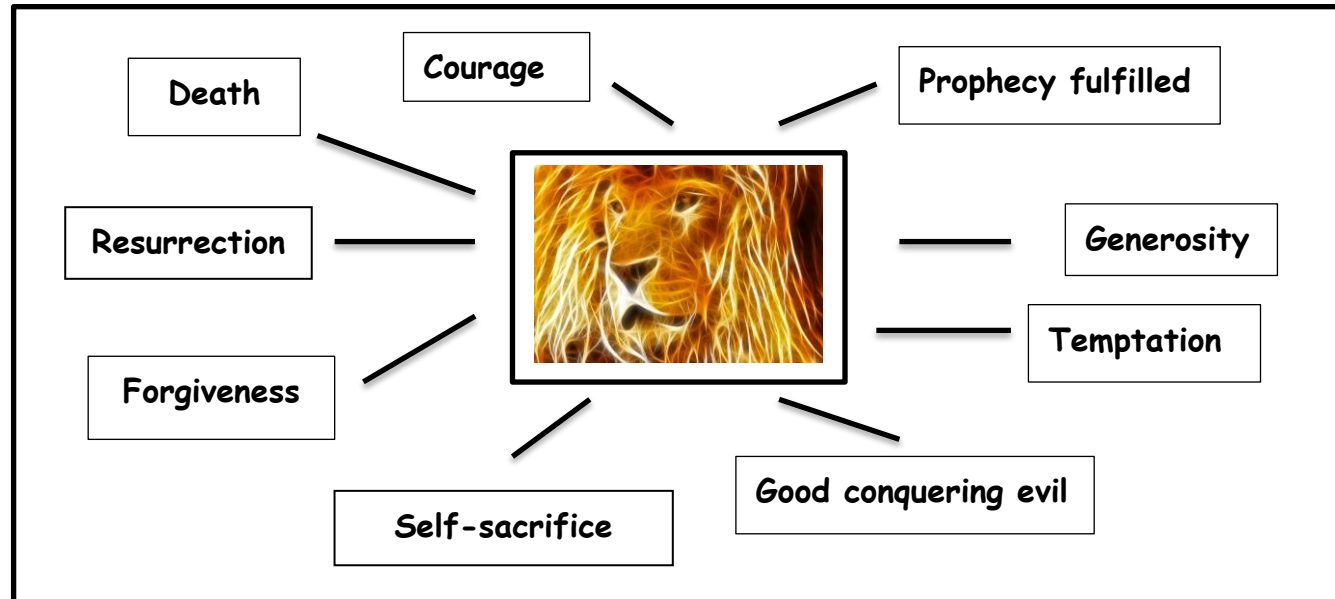 Courage
Prophecy fulfilled
Death
Resurrection
Generosity
Temptation
Forgiveness
Good conquering evil
Self-sacrifice